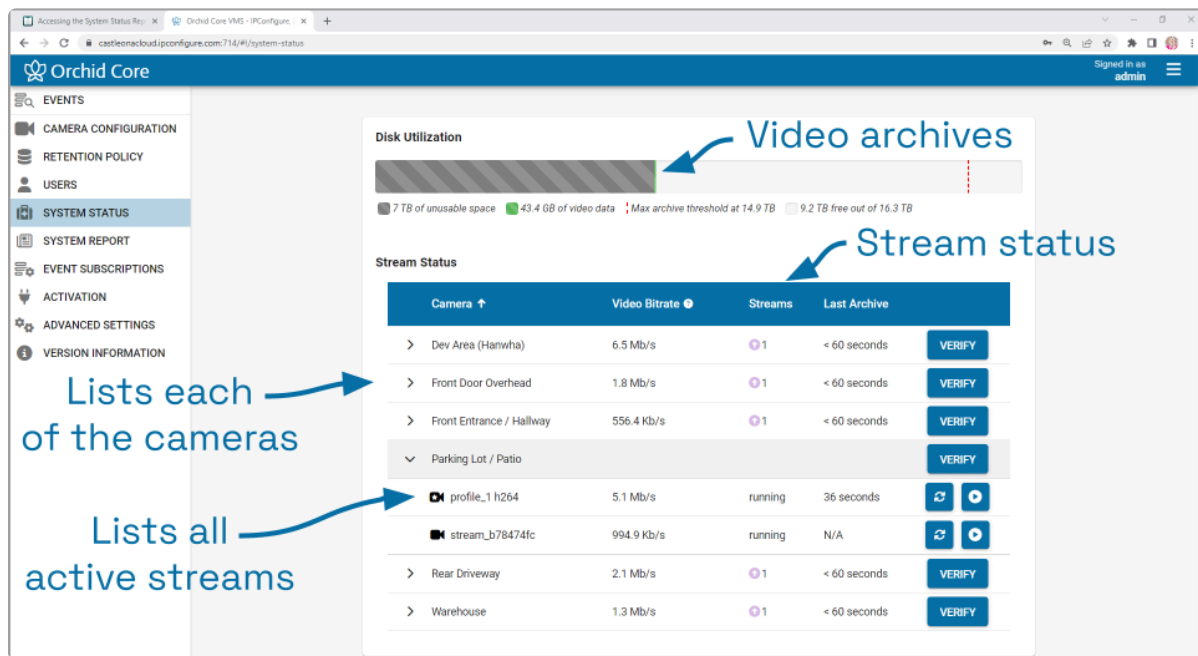 Accessing the System Status Rep
Orchid Core VMS - IPConfigure,
castleonacloud.ipconfigure.com:714/#!/system-status
Orchid Core
Signed in as
admin
EVENTS
CAMERA CONFIGURATION
RETENTION POLICY
USERS
SYSTEM STATUS
SYSTEM REPORT
EVENT SUBSCRIPTIONS
ACTIVATION
ADVANCED SETTINGS
VERSION INFORMATION
Disk Utilization
Video archives
7 TB of unusable space 43.4 GB of video data Max archive threshold at 14.9 TB 9.2 TB free out of 16.3 TB
Stream status
Stream Status
Camera Video Bitrate Streams Last Archive
Dev Area (Hanwha) 6.5 Mb/s 1 < 60 seconds VERIFY
Front Door Overhead 1.8 Mb/s 1 < 60 seconds VERIFY
Front Entrance / Hallway 556.4 Kb/s 1 < 60 seconds VERIFY
Parking Lot / Patio VERIFY
profile_1 h264 5.1 Mb/s running 36 seconds
stream_b78474fc 994.9 Kb/s running N/A
Rear Driveway 2.1 Mb/s 1 < 60 seconds VERIFY
Warehouse 1.3 Mb/s 1 < 60 seconds VERIFY
Lists each
of the cameras
Lists all
active streams